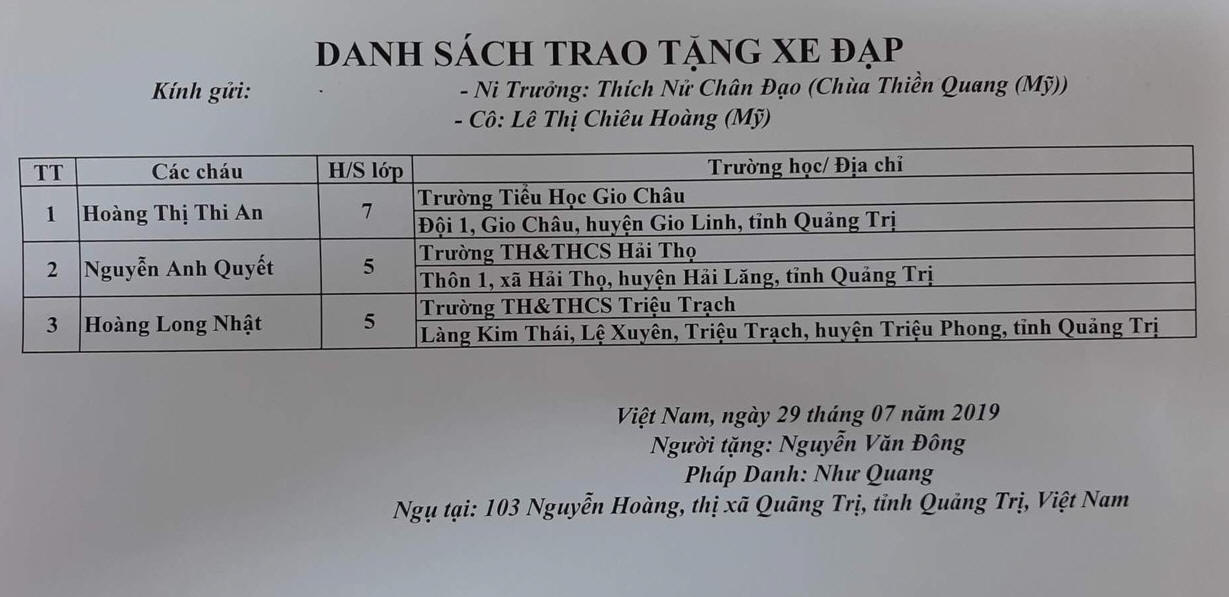 DANH SÁCH TRAO TẶNG XE ĐẠP
Kính gửi: - Ni Trưởng: Thích Nử Chân Đạo (Chùa Thiền Quang (Mỹ))
- Cô: Lê Thị Chiêu Hoàng (Mỹ)
TT Các cháu H/S lớp Trường học/ Địa chỉ
1 Hoàng Thị Thi An 7 Trường Tiểu Học Gio Châu
Đội 1, Gio Châu, huyện Gio Linh, tỉnh Quảng Trị
2 Nguyễn Anh Quyết 5 Trường TH&THCS Hải Thọ
Thôn 1, xã Hải Thọ, huyện Hải Lăng, tỉnh Quảng Trị
3 Hoàng Long Nhật 5 Trường TH&THCS Triệu Trạch
Làng Kim Thái, Lệ Xuyên, Triệu Trạch, huyện Triệu Phong, tỉnh Quảng Trị
Việt Nam, ngày 29 tháng 07 năm 2019
Người tặng: Nguyễn Văn Đông
Pháp Danh: Như Quang
Ngụ tại: 103 Nguyễn Hoàng, thị xã Quãng Trị, tỉnh Quảng Trị, Việt Nam